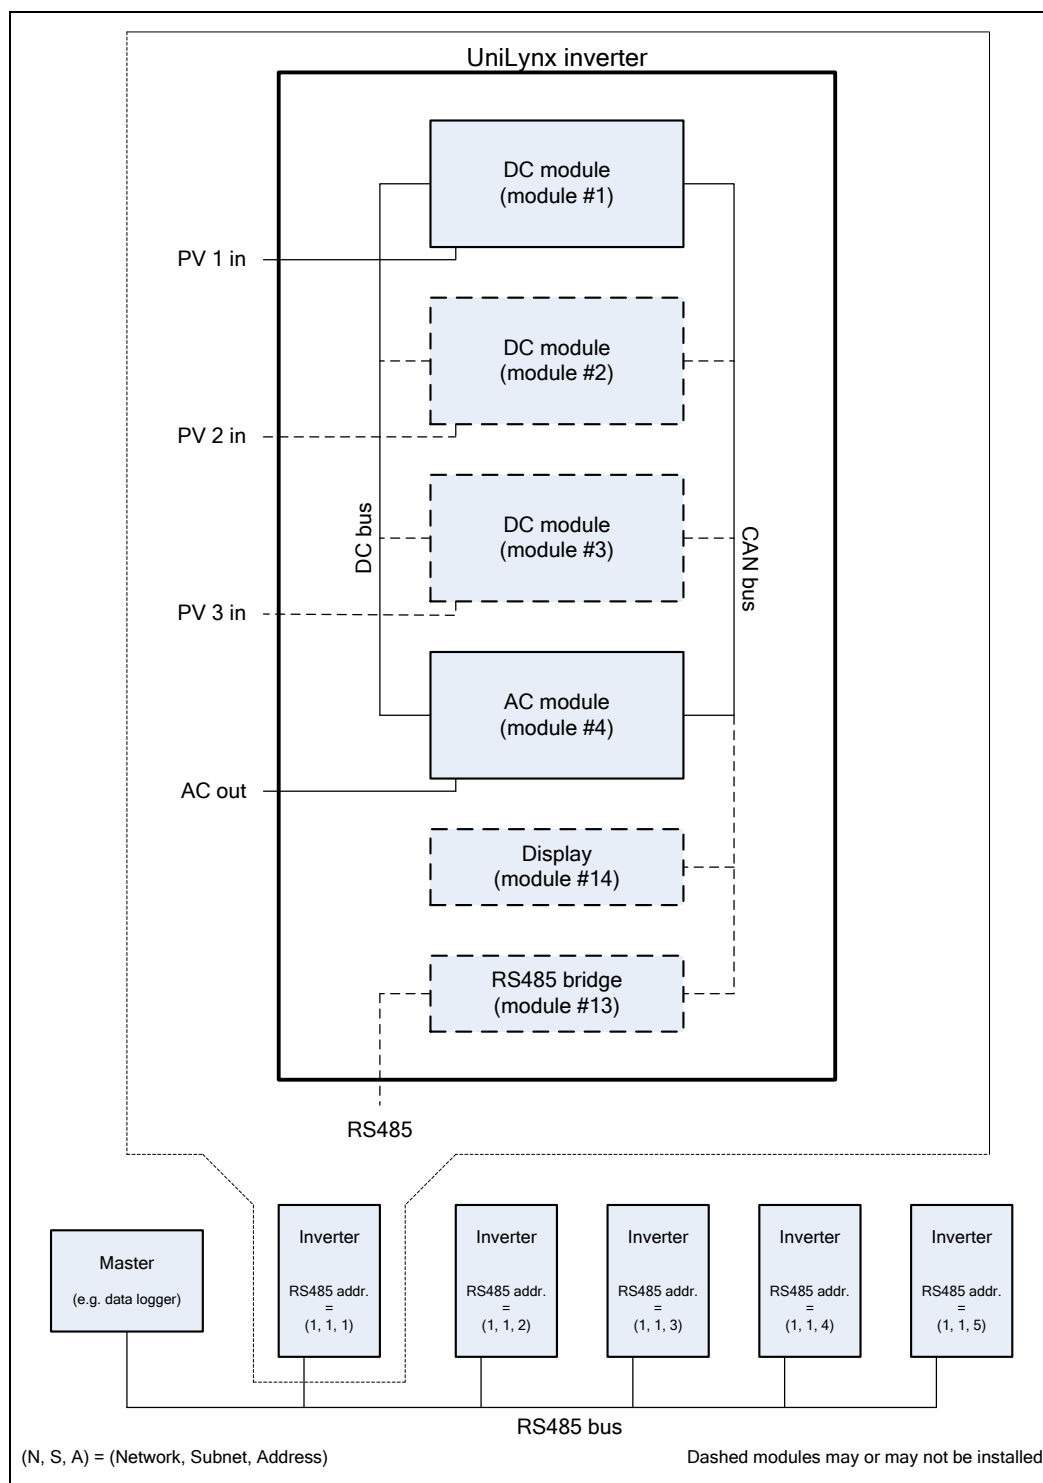 UniLynx inverter
DC module
(module #1)
PV 1 in
DC module
(module #2)
PV 2 in
DC bus
DC module
(module #3)
CAN bus
PV 3 in
AC module
(module #4)
AC out
Display
(module #14)
RS485 bridge
(module #13)
RS485
Master
(e.g. data logger)
Inverter
RS485 addr.
=
(1, 1, 1)
Inverter
RS485 addr.
=
(1, 1, 2)
Inverter
RS485 addr.
=
(1, 1, 3)
Inverter
RS485 addr.
=
(1, 1, 4)
Inverter
RS485 addr.
=
(1, 1, 5)
RS485 bus
(N, S, A) = (Network, Subnet, Address)
Dashed modules may or may not be installed